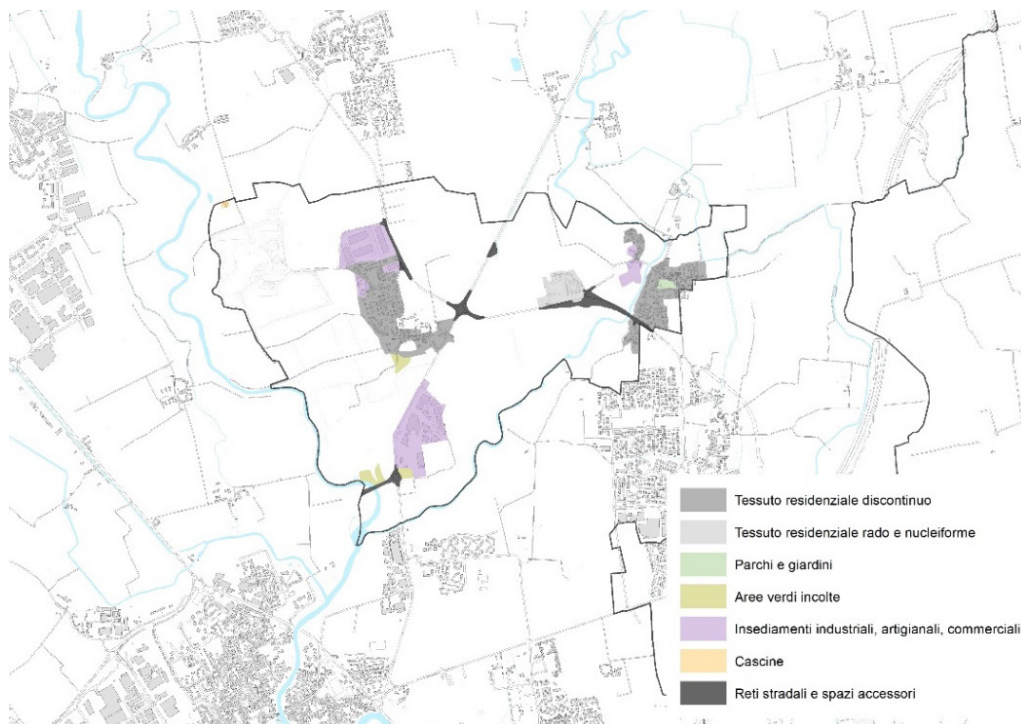 Tessuto residenziale discontinuo
Tessuto residenziale rado e nucleiforme
Parchi e giardini
Aree verdi incolte
Insediamenti industriali, artigianali, commerciali
Cascine
Reti stradali e spazi accessori